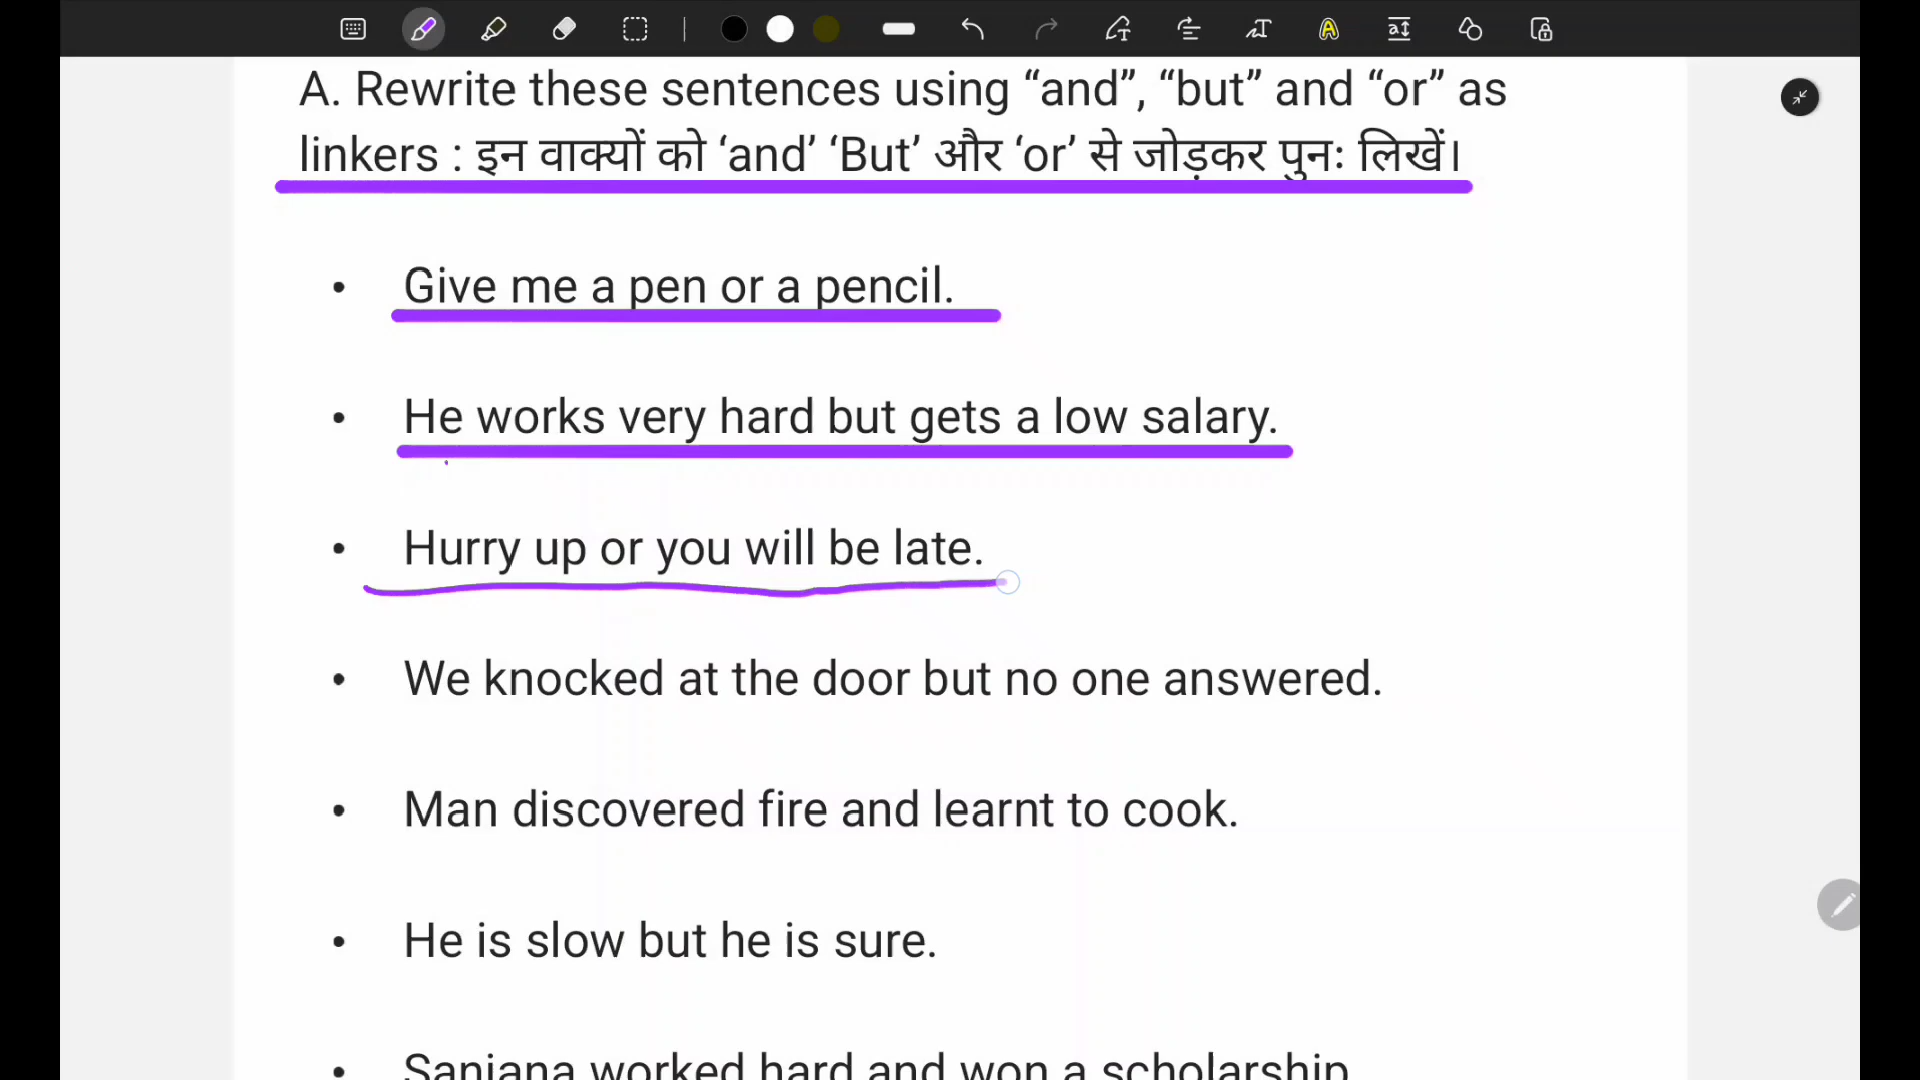 A. Rewrite these sentences using “and”, “but” and “or” as
linkers : इन वाक्यों को ‘and’ ‘But’ और ‘or’ से जोड़कर पुनः लिखें।
• Give me a pen or a pencil.
• He works very hard but gets a low salary.
• Hurry up or you will be late.
• We knocked at the door but no one answered.
• Man discovered fire and learnt to cook.
• He is slow but he is sure.
• Sanjana worked hard and won a scholarship